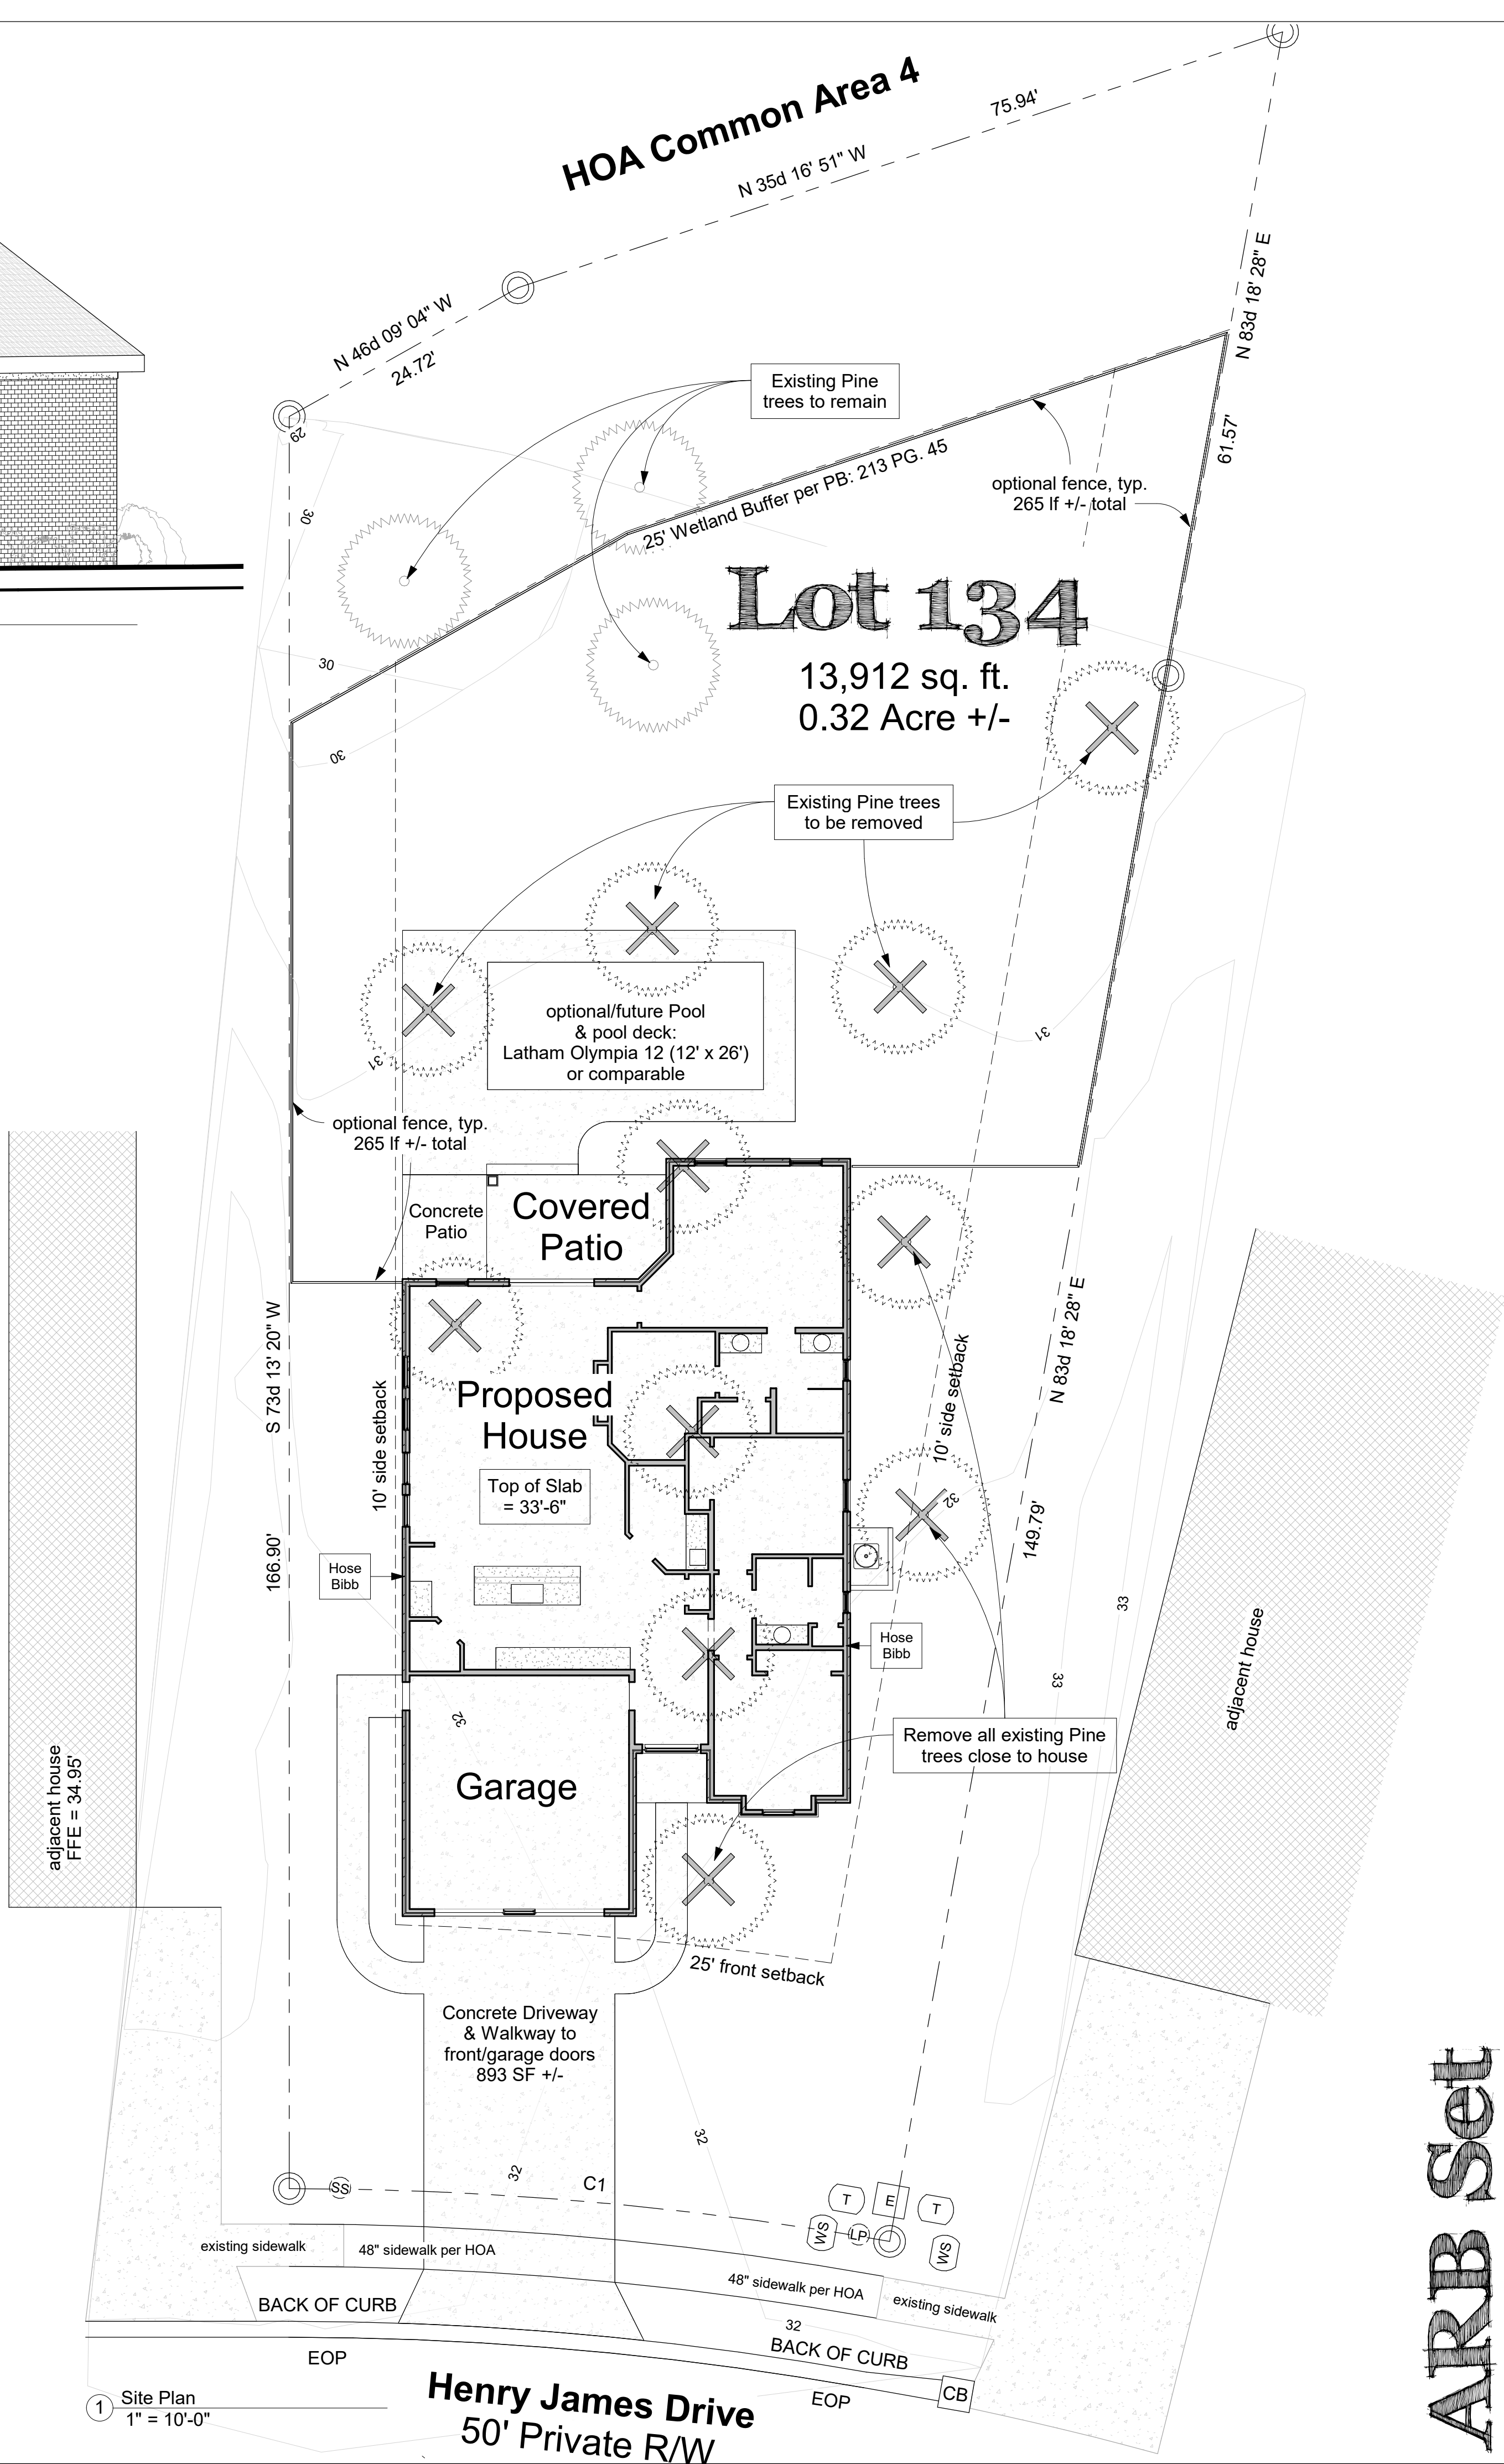 HOA Common Area 4
75.94'
N 35d 16' 51" W
N 46d 09' 04" W
24.72'
N 83d 18' 28" E
61.57'
29
30
Existing Pine
trees to remain
25' Wetland Buffer per PB: 213 PG. 45
optional fence, typ.
265 lf +/- total
Lot 134
13,912 sq. ft.
0.32 Acre +/-
30
30
Existing Pine trees
to be removed
optional/future Pool
& pool deck:
Latham Olympia 12 (12' x 26')
or comparable
31
31
optional fence, typ.
265 lf +/- total
Concrete
Patio
Covered
Patio
S 73d 13' 20" W
166.90'
10' side setback
Proposed
House
Top of Slab
= 33'-6"
10' side setback
N 83d 18' 28" E
149.79'
32
Hose
Bibb
Hose
Bibb
33
33
adjacent house
adjacent house
FFE = 34.95'
32
Garage
Remove all existing Pine
trees close to house
25' front setback
Concrete Driveway
& Walkway to
front/garage doors
893 SF +/-
32
32
C1
SS
T
E
T
WS
LP
WS
existing sidewalk
48" sidewalk per HOA
48" sidewalk per HOA
existing sidewalk
BACK OF CURB
32
BACK OF CURB
EOP
EOP
CB
Henry James Drive
50' Private R/W
1
Site Plan
1" = 10'-0"
ARB Set